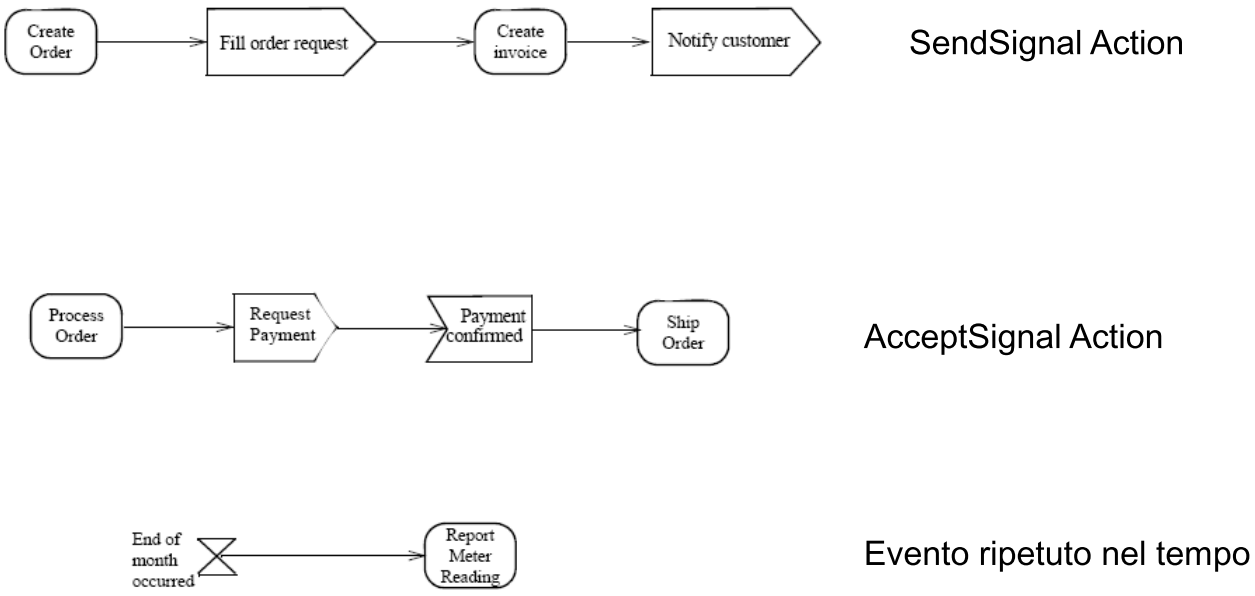 Create
Order
Fill order request
Create
invoice
Notify customer
SendSignal Action
Process
Order
Request
Payment
Payment
confirmed
Ship
Order
AcceptSignal Action
End of
month
occurred
Report
Meter
Reading
Evento ripetuto nel tempo